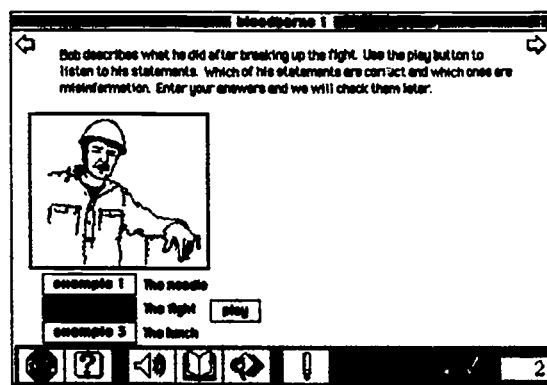 bloodborne 1
Bob describes what he did after breaking up the fight. Use the play button to
listen to his statements. Which of his statements are correct and which ones are
misinformation. Enter your answers and we will check them later.
example 1 The needle
The fight play
example 3 The lunch
?
2